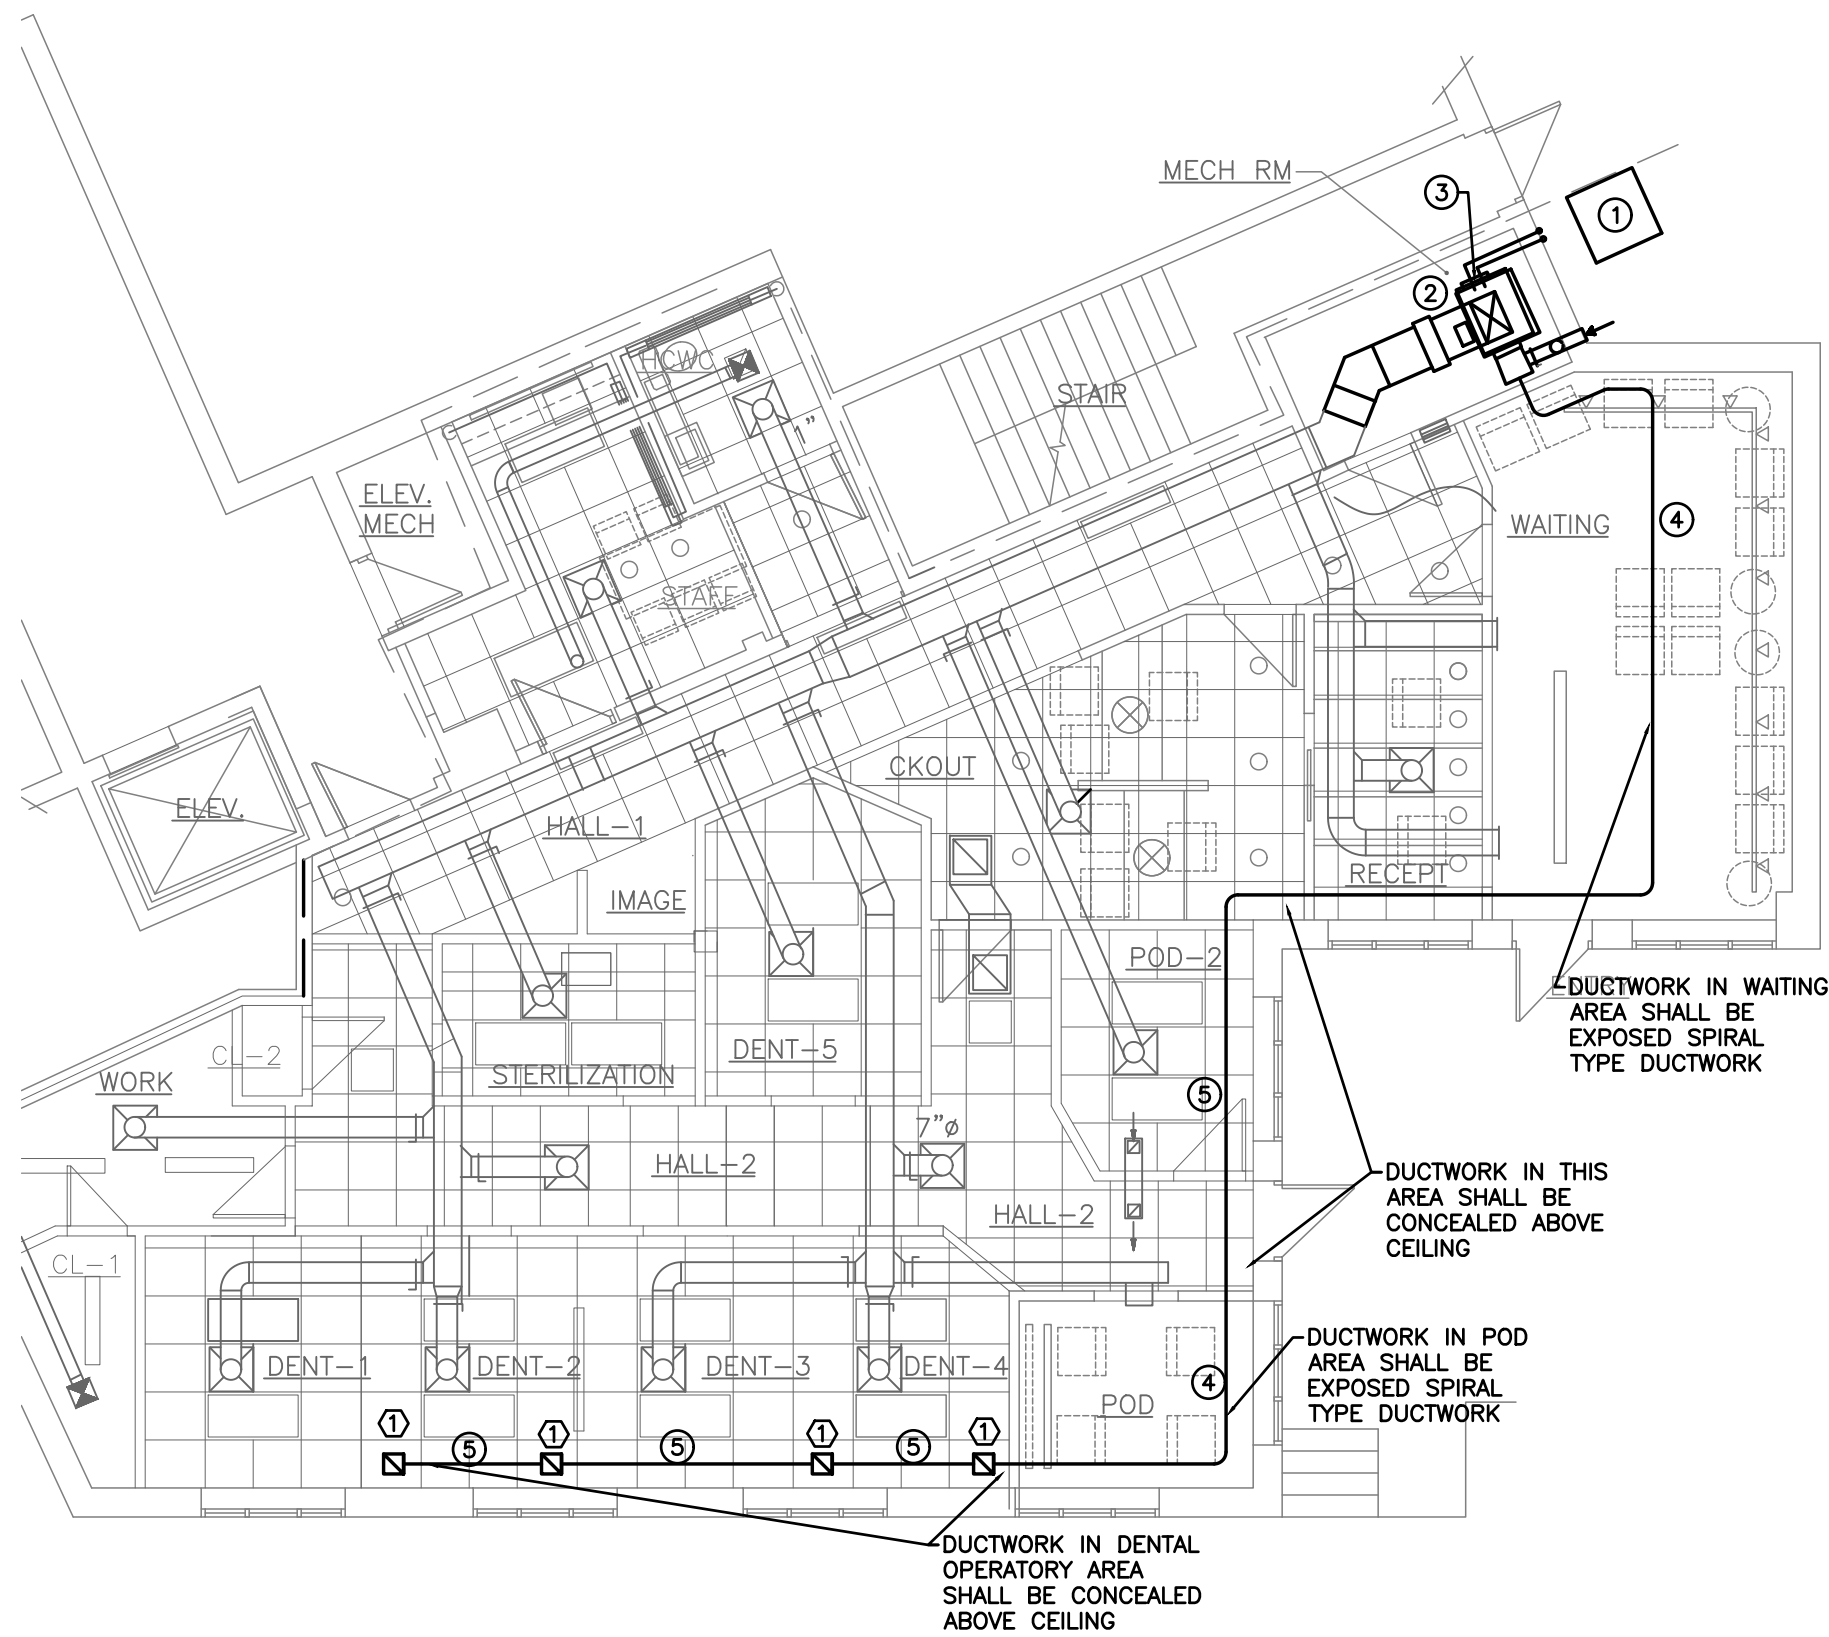 MECH RM
3
1
2
HCWC
STAIR
1"
ELEV.
MECH
WAITING
4
STAFF
CKOUT
ELEV.
HALL-1
RECEPT
IMAGE
POD-2
ENTRY
DUCTWORK IN WAITING
AREA SHALL BE
EXPOSED SPIRAL
TYPE DUCTWORK
DENT-5
CL-2
STERILIZATION
WORK
5
7"ø
HALL-2
DUCTWORK IN THIS
AREA SHALL BE
CONCEALED ABOVE
CEILING
HALL-2
CL-1
DUCTWORK IN POD
AREA SHALL BE
EXPOSED SPIRAL
TYPE DUCTWORK
DENT-1
DENT-2
DENT-3
DENT-4
4
POD
1
1
1
1
5
5
5
DUCTWORK IN DENTAL
OPERATORY AREA
SHALL BE CONCEALED
ABOVE CEILING